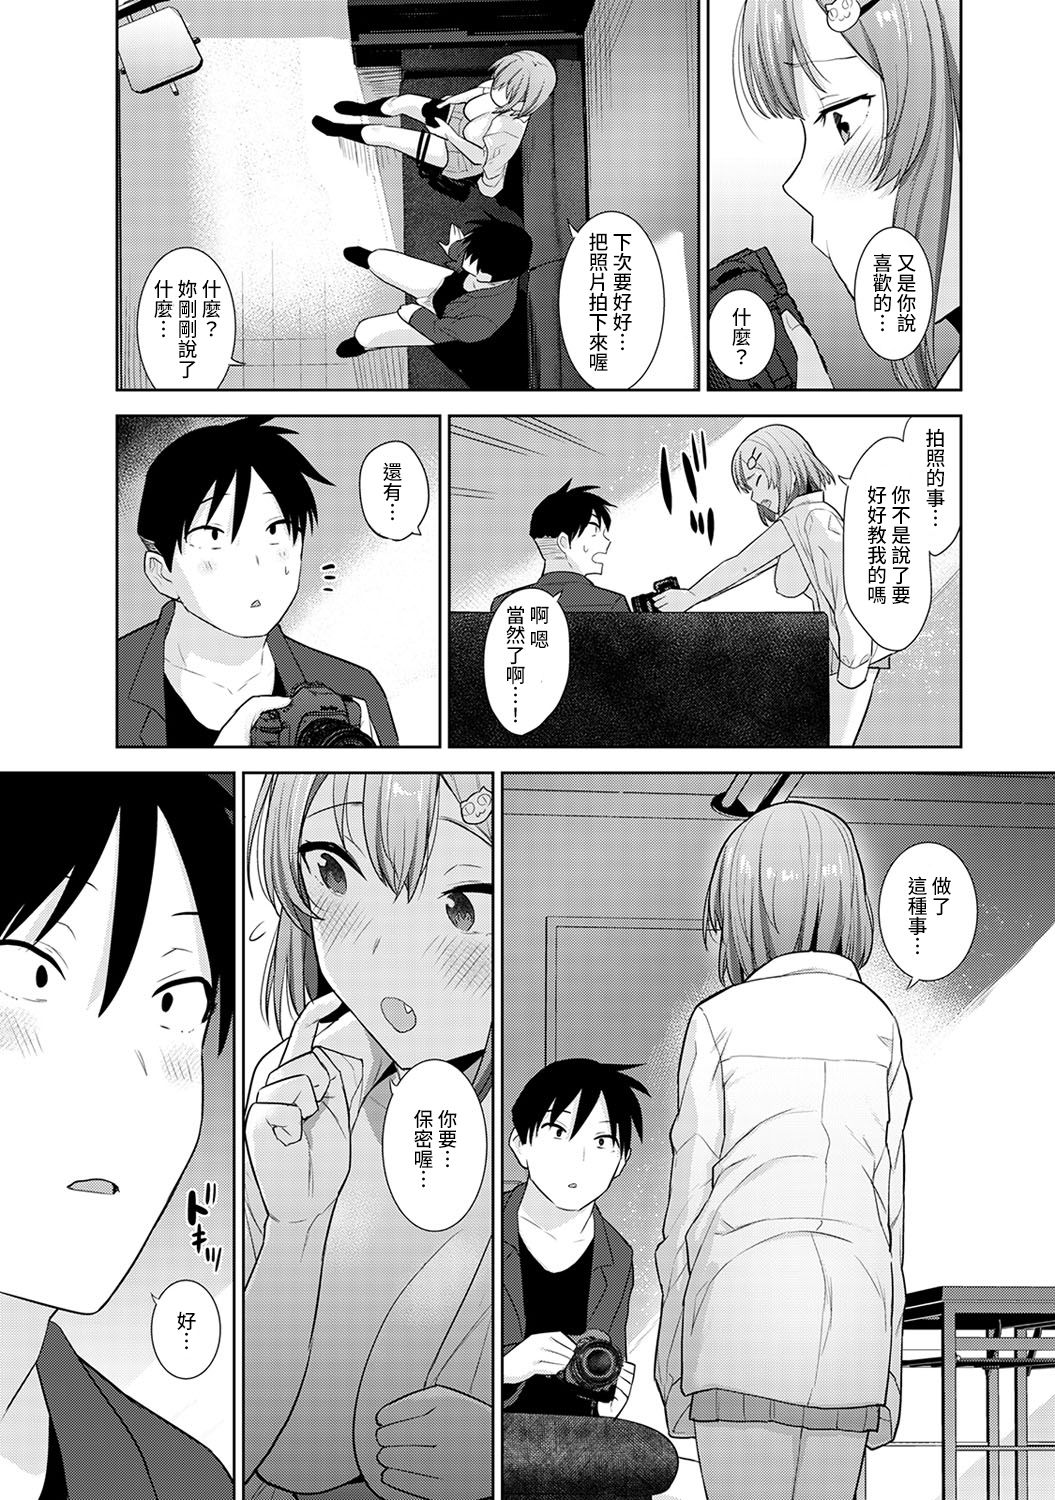 又是你說
喜歡的…
什麼？
下次要好好…
把照片拍下來喔
什麼？
妳剛剛說了
什麼…
拍照的事…
你不是說了要
好好教我的嗎
啊嗯
當然了啊…！
還有…
做了
這種事…
你要…
保密喔…
ドキッ
好…